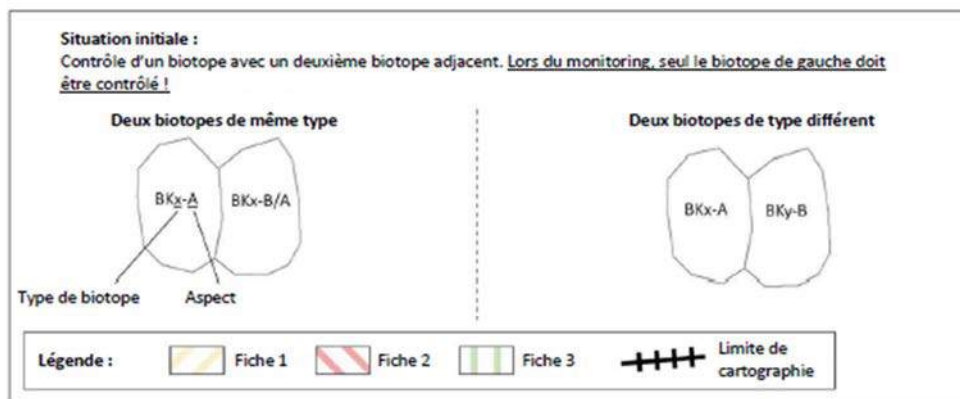 Situation initiale :
Contrôle d'un biotope avec un deuxième biotope adjacent. Lors du monitoring, seul le biotope de gauche doit
être contrôlé !
Deux biotopes de même type
Deux biotopes de type différent
BKx-A
BKx-B/A
BKx-A
BKy-B
Type de biotope
Aspect
Légende :
Fiche 1
Fiche 2
Fiche 3
Limite de
cartographie